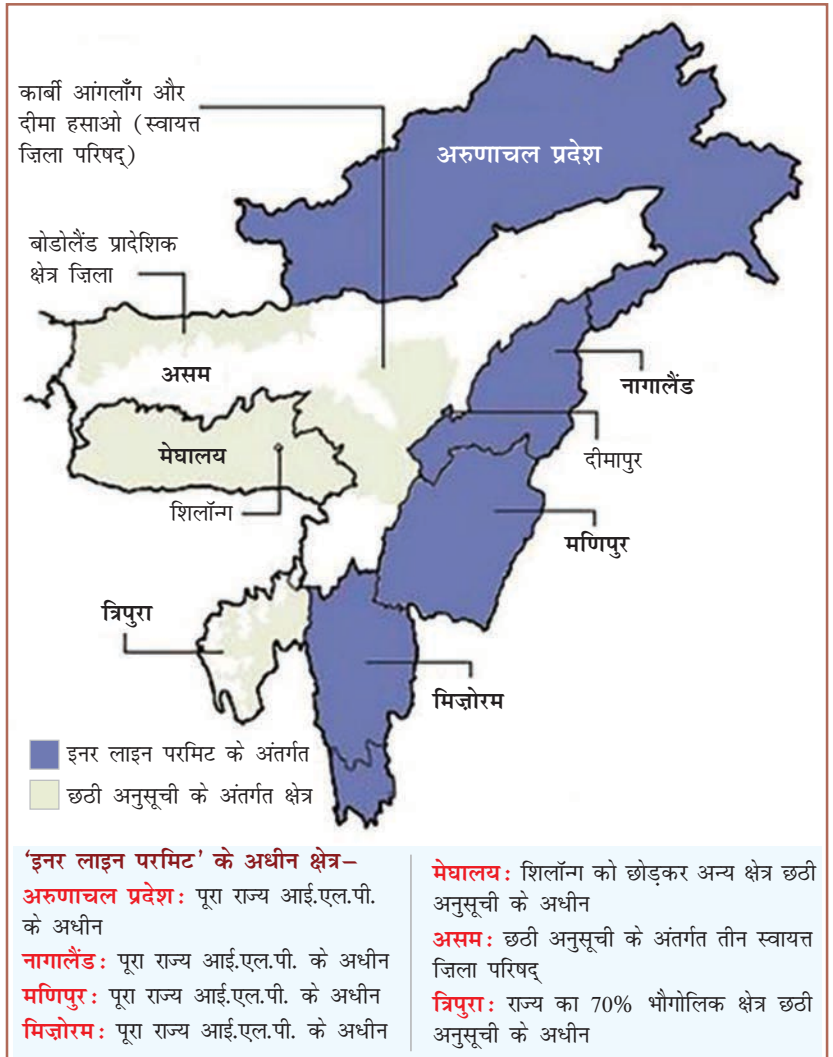 कार्बी आंगलॉंग और
दीमा हसाओ (स्वायत्त
ज़िला परिषद्)
अरुणाचल प्रदेश
बोडोलैंड प्रादेशिक
क्षेत्र ज़िला
असम
नागालैंड
मेघालय
दीमापुर
शिलॉन्ग
मणिपुर
त्रिपुरा
मिज़ोरम
इनर लाइन परमिट के अंतर्गत
छठी अनुसूची के अंतर्गत क्षेत्र
‘इनर लाइन परमिट’ के अधीन क्षेत्र–
अरुणाचल प्रदेश: पूरा राज्य आई.एल.पी.
के अधीन
नागालैंड: पूरा राज्य आई.एल.पी. के अधीन
मणिपुर: पूरा राज्य आई.एल.पी. के अधीन
मिज़ोरम: पूरा राज्य आई.एल.पी. के अधीन
मेघालय: शिलॉन्ग को छोड़कर अन्य क्षेत्र छठी
अनुसूची के अधीन
असम: छठी अनुसूची के अंतर्गत तीन स्वायत्त
ज़िला परिषद्
त्रिपुरा: राज्य का 70% भौगोलिक क्षेत्र छठी
अनुसूची के अधीन